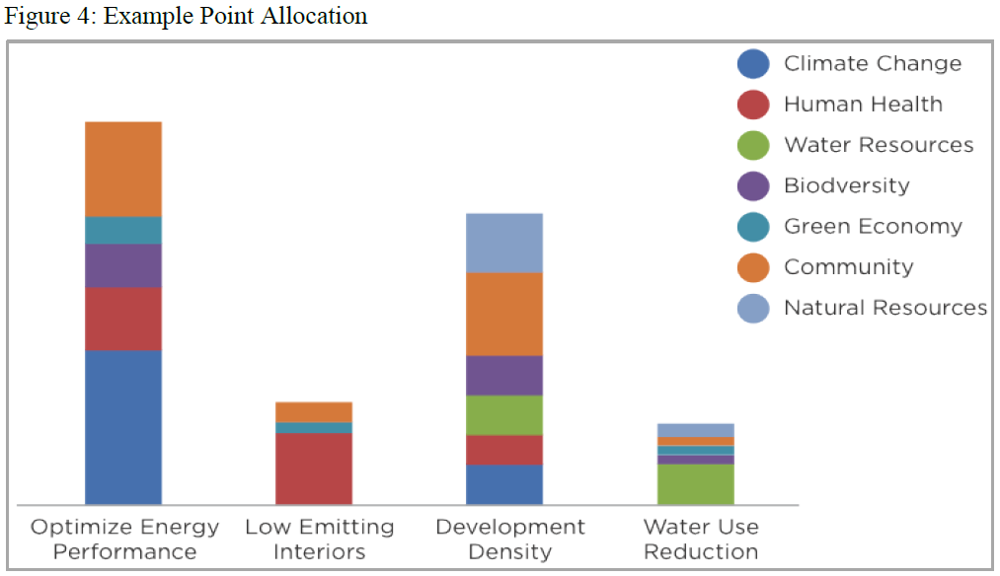 Figure 4: Example Point Allocation
Climate Change
Human Health
Water Resources
Biodversity
Green Economy
Community
Natural Resources
Optimize Energy
Performance
Low Emitting
Interiors
Development
Density
Water Use
Reduction